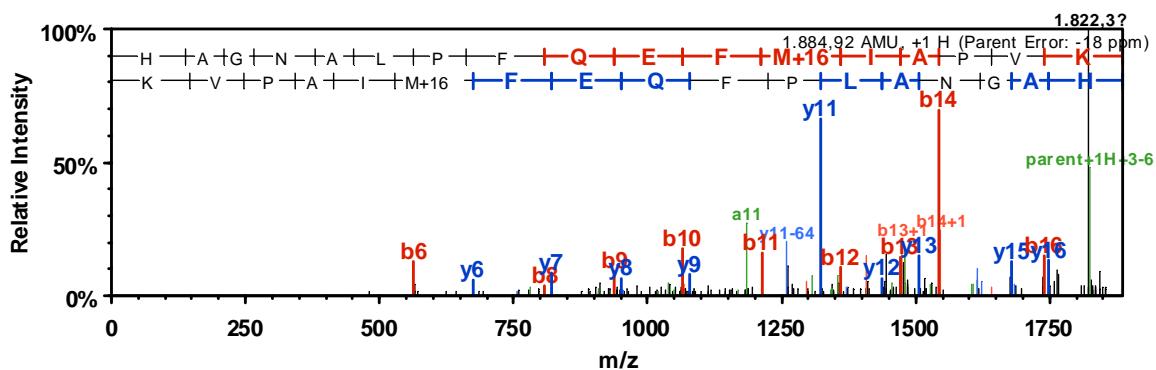 1.822,3?
1.884,92 AMU, +1 H (Parent Error: -18 ppm)
100%
H A G N A L P F Q E F M+16 I A P V K
K V P A I M+16 F E Q F P L A N G A H
y11
b14
50%
parent+1H+3-6
a11
b14+1
y11-64
b13+1
b6
y6
b8
y7
b9
y8
b10
y9
b11
b12
y12
b13
y13
y15
b16
y16
0%
0 250 500 750 1000 1250 1500 1750
m/z
Relative Intensity